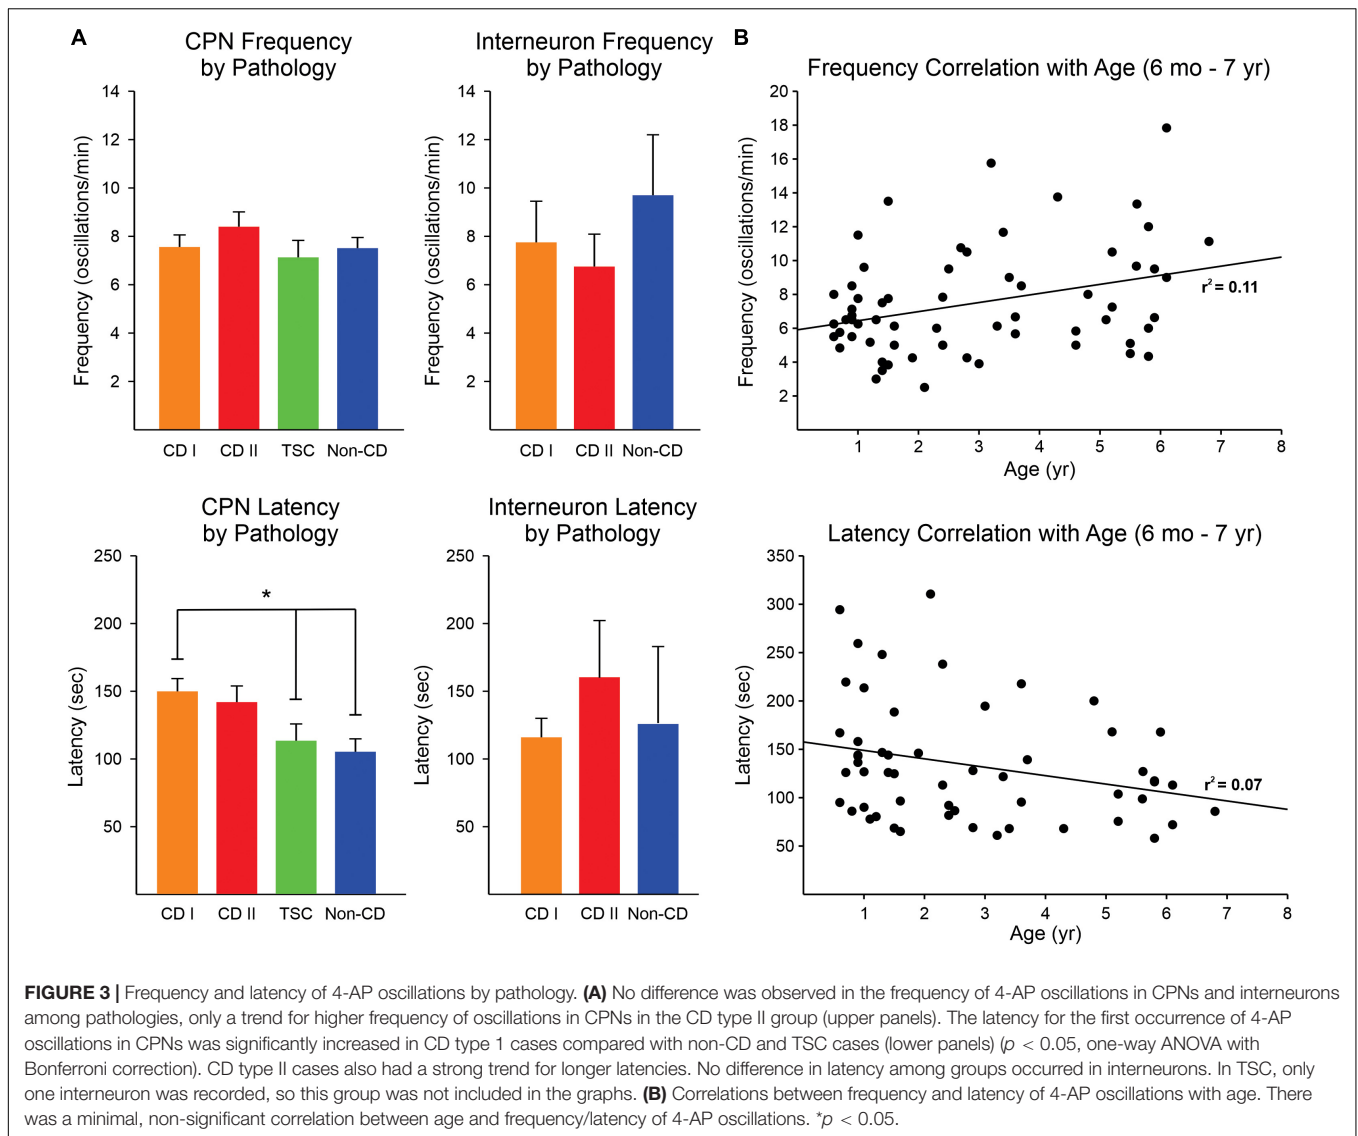 A
CPN Frequency
by Pathology
Frequency (oscillations/min)
14
12
10
8
6
4
2
CD I CD II TSC Non-CD
Interneuron Frequency
by Pathology
Frequency (oscillations/min)
14
12
10
8
6
4
2
CD I CD II Non-CD
CPN Latency
by Pathology
Latency (sec)
250
200
150
100
50
*
CD I CD II TSC Non-CD
Interneuron Latency
by Pathology
Latency (sec)
250
200
150
100
50
CD I CD II Non-CD
B
Frequency Correlation with Age (6 mo - 7 yr)
Frequency (oscillations/min)
20
18
16
14
12
10
8
6
4
2
r² = 0.11
1 2 3 4 5 6 7 8
Age (yr)
Latency Correlation with Age (6 mo - 7 yr)
Latency (sec)
350
300
250
200
150
100
50
r² = 0.07
1 2 3 4 5 6 7 8
Age (yr)
FIGURE 3 | Frequency and latency of 4-AP oscillations by pathology. (A) No difference was observed in the frequency of 4-AP oscillations in CPNs and interneurons
among pathologies, only a trend for higher frequency of oscillations in CPNs in the CD type II group (upper panels). The latency for the first occurrence of 4-AP
oscillations in CPNs was significantly increased in CD type 1 cases compared with non-CD and TSC cases (lower panels) (p < 0.05, one-way ANOVA with
Bonferroni correction). CD type II cases also had a strong trend for longer latencies. No difference in latency among groups occurred in interneurons. In TSC, only
one interneuron was recorded, so this group was not included in the graphs. (B) Correlations between frequency and latency of 4-AP oscillations with age. There
was a minimal, non-significant correlation between age and frequency/latency of 4-AP oscillations. *p < 0.05.